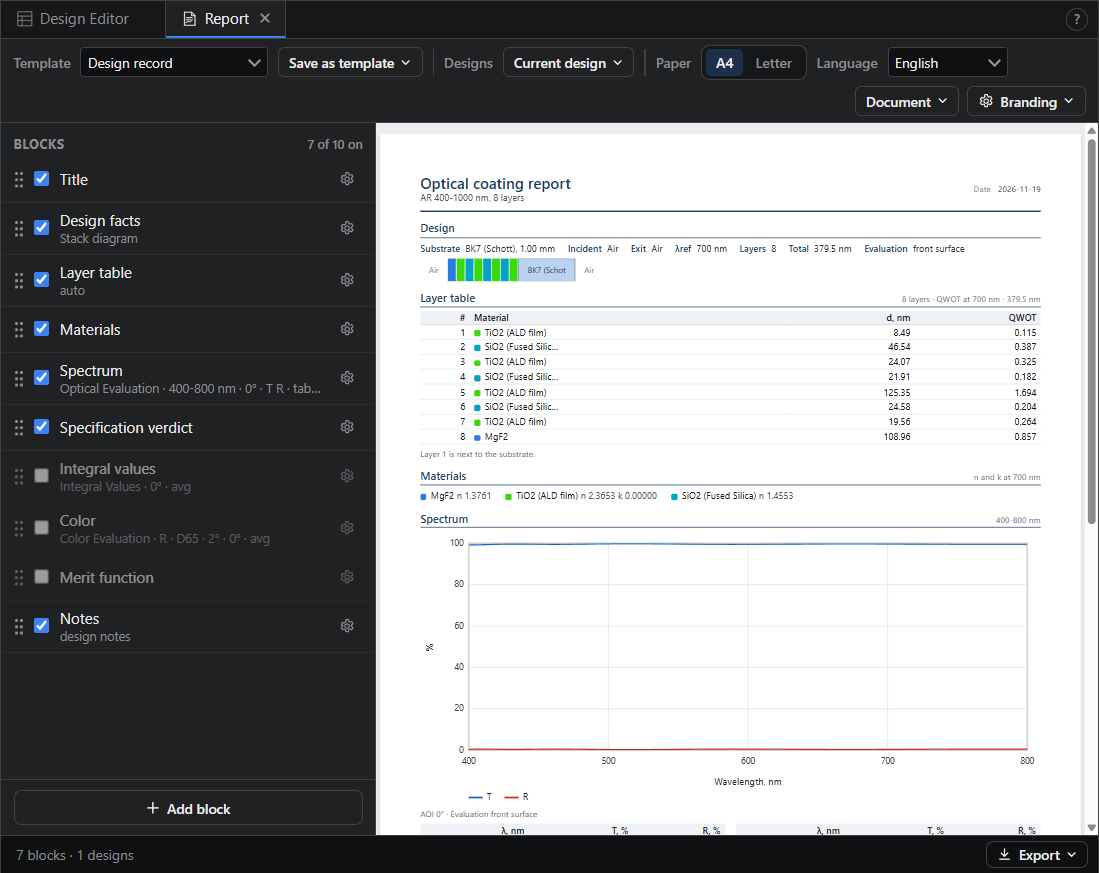 Design Editor
Report
?
Template
Design record
Save as template
Designs
Current design
Paper
A4
Letter
Language
English
Document
Branding
BLOCKS
7 of 10 on
Title
Design facts
Stack diagram
Layer table
auto
Materials
Spectrum
Optical Evaluation · 400-800 nm · 0° · T R · tab...
Specification verdict
Integral values
Integral Values · 0° · avg
Color
Color Evaluation · R · D65 · 2° · 0° · avg
Merit function
Notes
design notes
Add block
7 blocks · 1 designs
Optical coating report
AR 400-1000 nm, 8 layers
Date 2026-11-19
Design
Substrate BK7 (Schott), 1.00 mm Incident Air Exit Air λref 700 nm Layers 8 Total 379.5 nm Evaluation front surface
Air BK7 (Schot Air
Layer table
8 layers · QWOT at 700 nm · 379.5 nm
# Material d, nm QWOT
1 TiO2 (ALD film) 8.49 0.115
2 SiO2 (Fused Silic... 46.54 0.387
3 TiO2 (ALD film) 24.07 0.325
4 SiO2 (Fused Silic... 21.91 0.182
5 TiO2 (ALD film) 125.35 1.694
6 SiO2 (Fused Silic... 24.58 0.204
7 TiO2 (ALD film) 19.56 0.264
8 MgF2 108.96 0.857
Layer 1 is next to the substrate.
Materials
n and k at 700 nm
MgF2 n 1.3761 TiO2 (ALD film) n 2.3653 k 0.00000 SiO2 (Fused Silica) n 1.4553
Spectrum
400-800 nm
100
80
60
%
40
20
0
400 500 600 700 800
Wavelength, nm
T R
AOI 0° · Evaluation front surface
λ, nm T, % R, % λ, nm T, % R, %
Export